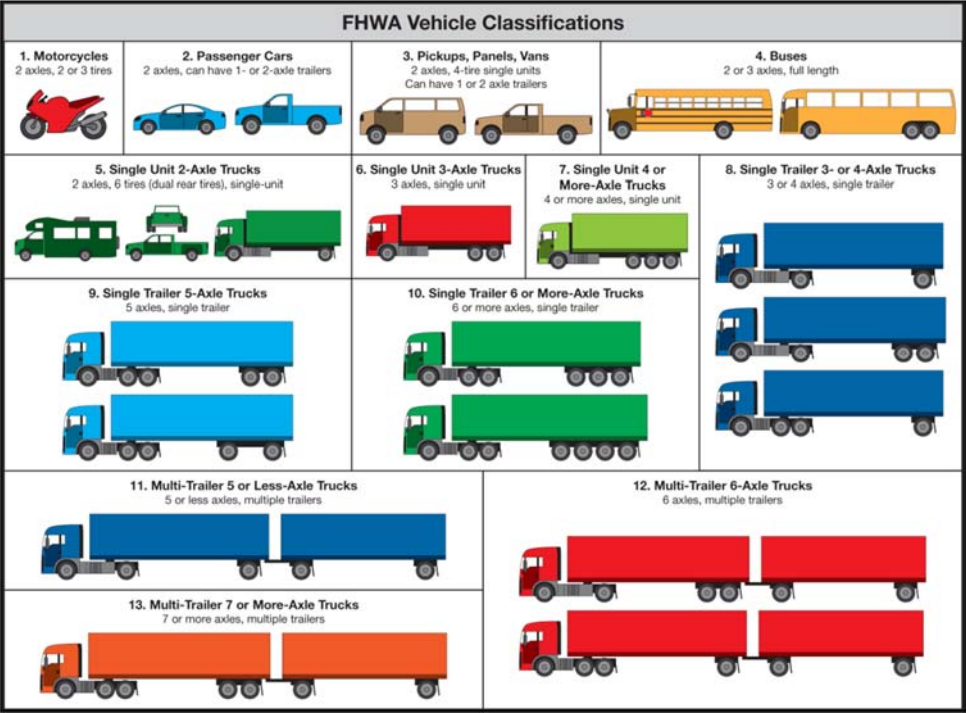 FHWA Vehicle Classifications
1. Motorcycles
2 axles, 2 or 3 tires
2. Passenger Cars
2 axles, can have 1- or 2-axle trailers
3. Pickups, Panels, Vans
2 axles, 4-tire single units
Can have 1 or 2 axle trailers
4. Buses
2 or 3 axles, full length
5. Single Unit 2-Axle Trucks
2 axles, 6 tires (dual rear tires), single-unit
6. Single Unit 3-Axle Trucks
3 axles, single unit
7. Single Unit 4 or
More-Axle Trucks
4 or more axles, single unit
8. Single Trailer 3- or 4-Axle Trucks
3 or 4 axles, single trailer
9. Single Trailer 5-Axle Trucks
5 axles, single trailer
10. Single Trailer 6 or More-Axle Trucks
6 or more axles, single trailer
11. Multi-Trailer 5 or Less-Axle Trucks
5 or less axles, multiple trailers
12. Multi-Trailer 6-Axle Trucks
6 axles, multiple trailers
13. Multi-Trailer 7 or More-Axle Trucks
7 or more axles, multiple trailers